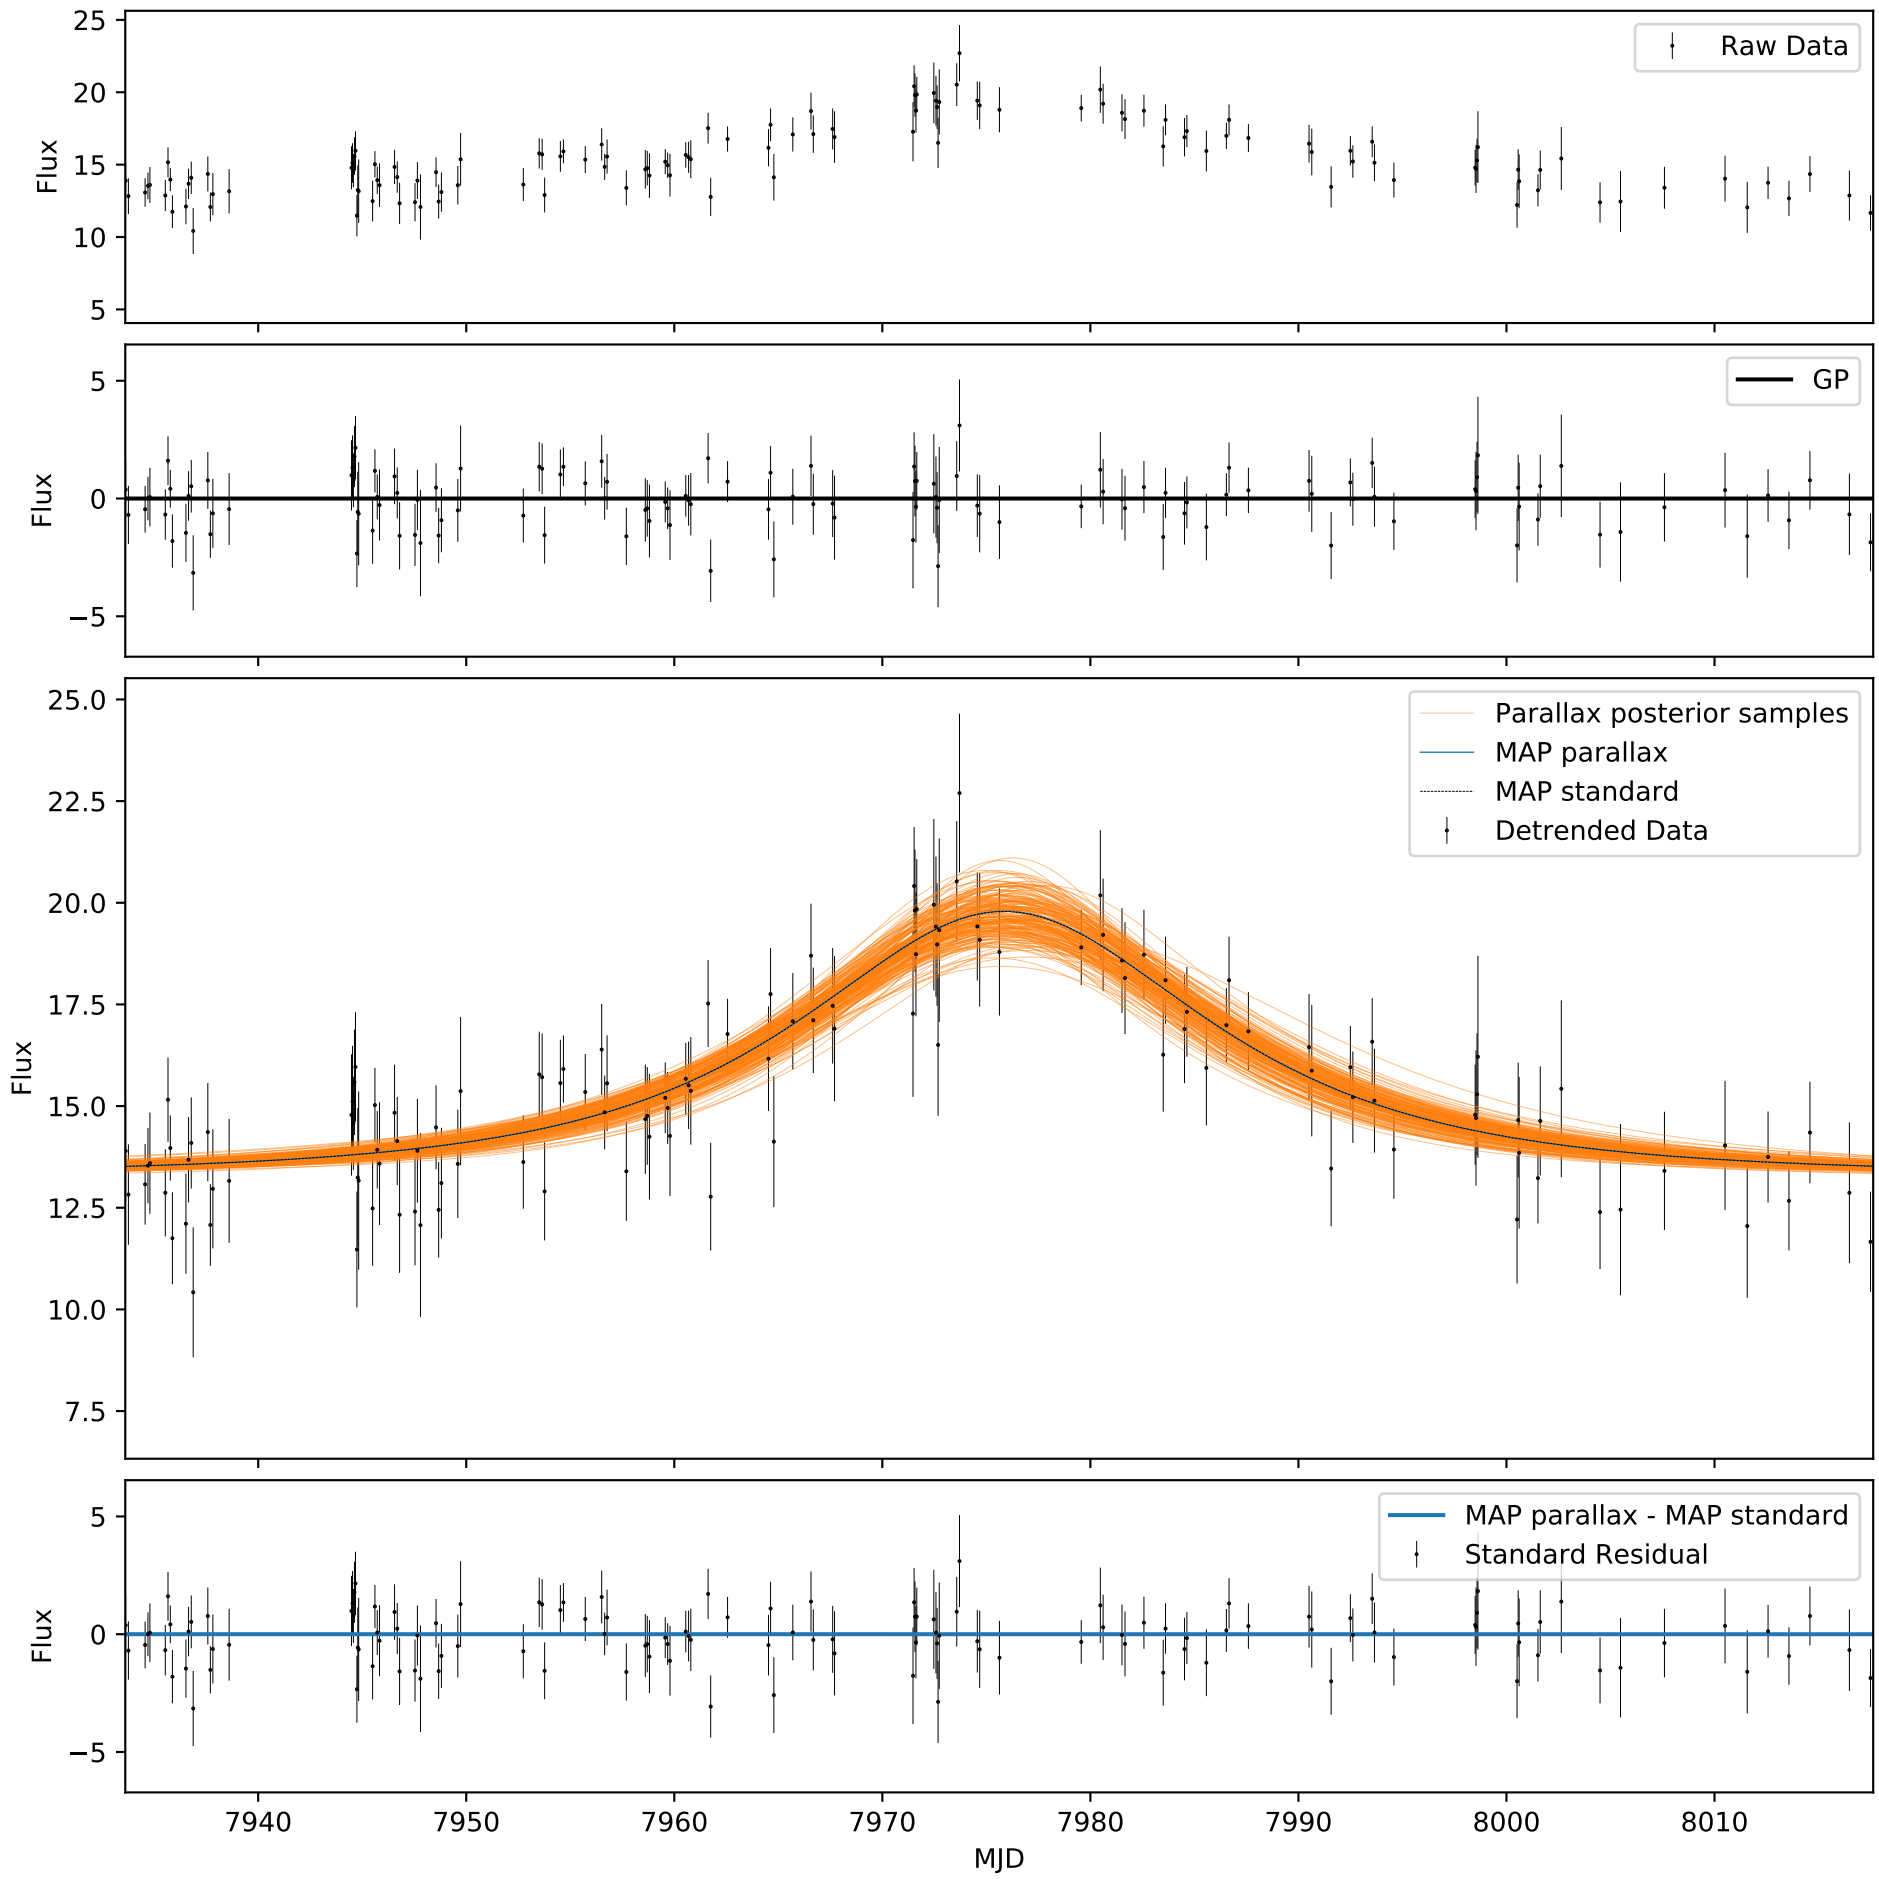 25
20
15
10
5
Flux
Raw Data
5
0
−5
Flux
GP
25.0
22.5
20.0
17.5
15.0
12.5
10.0
7.5
Flux
Parallax posterior samples
MAP parallax
MAP standard
Detrended Data
5
0
−5
Flux
MAP parallax - MAP standard
Standard Residual
7940 7950 7960 7970 7980 7990 8000 8010
MJD